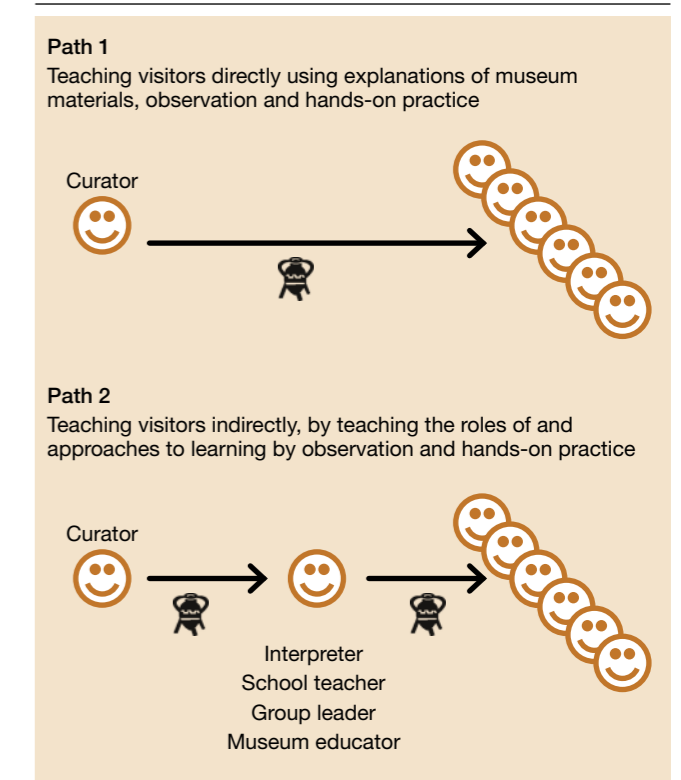 Path 1
Teaching visitors directly using explanations of museum
materials, observation and hands-on practice
Curator
Path 2
Teaching visitors indirectly, by teaching the roles of and
approaches to learning by observation and hands-on practice
Curator
Interpreter
School teacher
Group leader
Museum educator